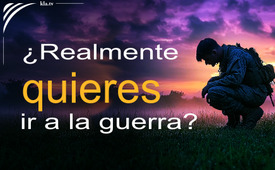 kla.tv
¿Realmente
quieres
ir a la guerra?